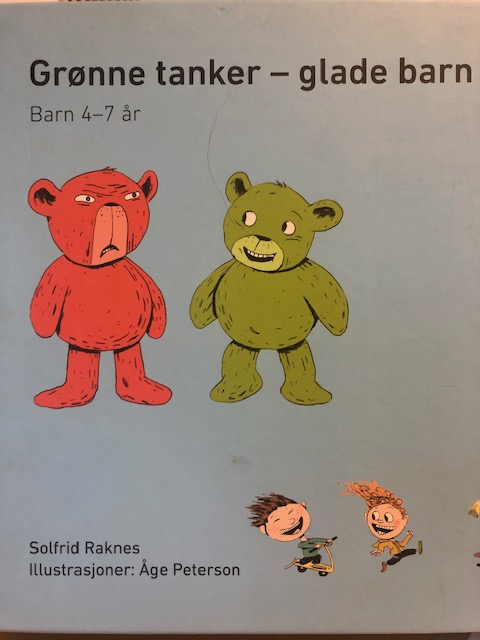 Grønne tanker – glade barn
Barn 4–7 år
Solfrid Raknes
Illustrasjoner: Åge Peterson